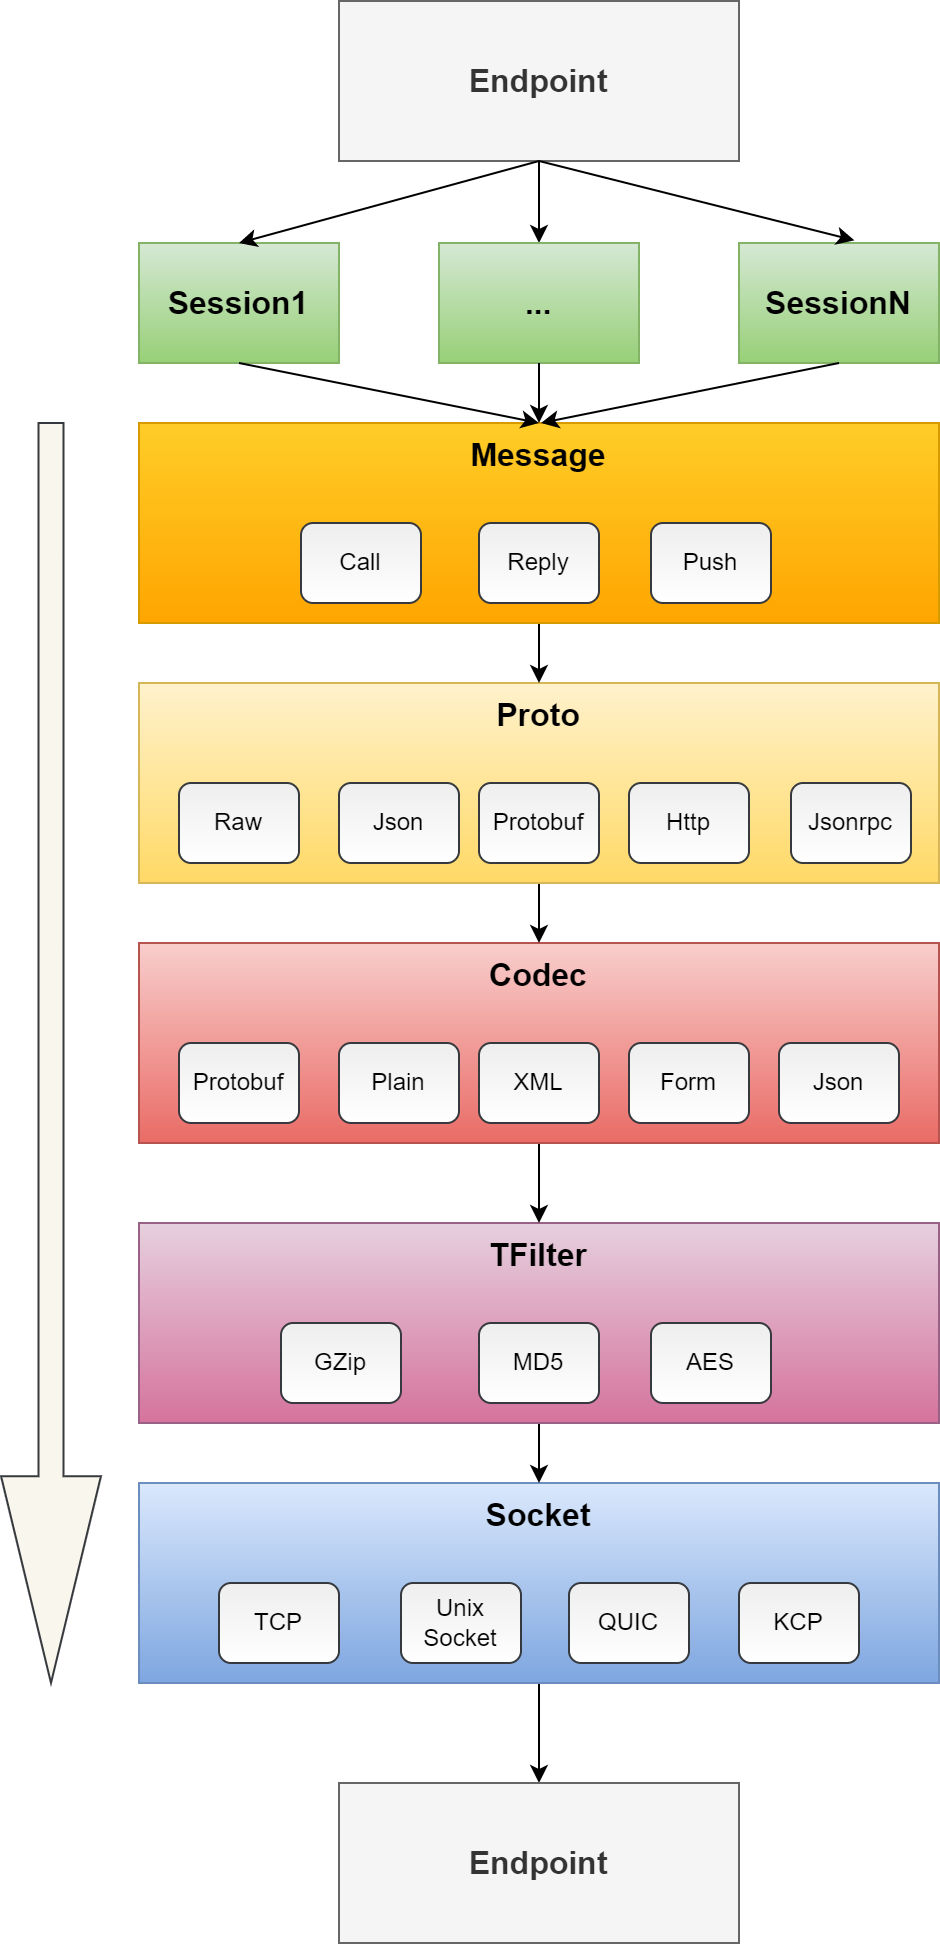 Endpoint
Session1
...
SessionN
Message
Call
Reply
Push
Proto
Raw
Json
Protobuf
Http
Jsonrpc
Codec
Protobuf
Plain
XML
Form
Json
TFilter
GZip
MD5
AES
Socket
TCP
Unix
Socket
QUIC
KCP
Endpoint